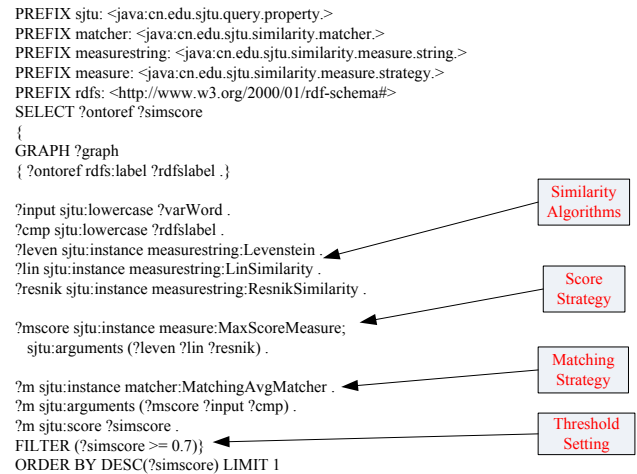 PREFIX sjtu: <java:cn.edu.sjtu.query.property.>
PREFIX matcher: <java:cn.edu.sjtu.similarity.matcher.>
PREFIX measurestring: <java:cn.edu.sjtu.similarity.measure.string.>
PREFIX measure: <java:cn.edu.sjtu.similarity.measure.strategy.>
PREFIX rdfs: <http://www.w3.org/2000/01/rdf-schema#>
SELECT ?ontoref ?simscore
{
GRAPH ?graph
{ ?ontoref rdfs:label ?rdfslabel .}
?input sjtu:lowercase ?varWord .
?cmp sjtu:lowercase ?rdfslabel .
?leven sjtu:instance measurestring:Levenstein .
?lin sjtu:instance measurestring:LinSimilarity .
?resnik sjtu:instance measurestring:ResnikSimilarity .
?mscore sjtu:instance measure:MaxScoreMeasure;
sjtu:arguments (?leven ?lin ?resnik) .
?m sjtu:instance matcher:MatchingAvgMatcher .
?m sjtu:arguments (?mscore ?input ?cmp) .
?m sjtu:score ?simscore .
FILTER (?simscore >= 0.7)}
ORDER BY DESC(?simscore) LIMIT 1
Similarity
Algorithms
Score
Strategy
Matching
Strategy
Threshold
Setting